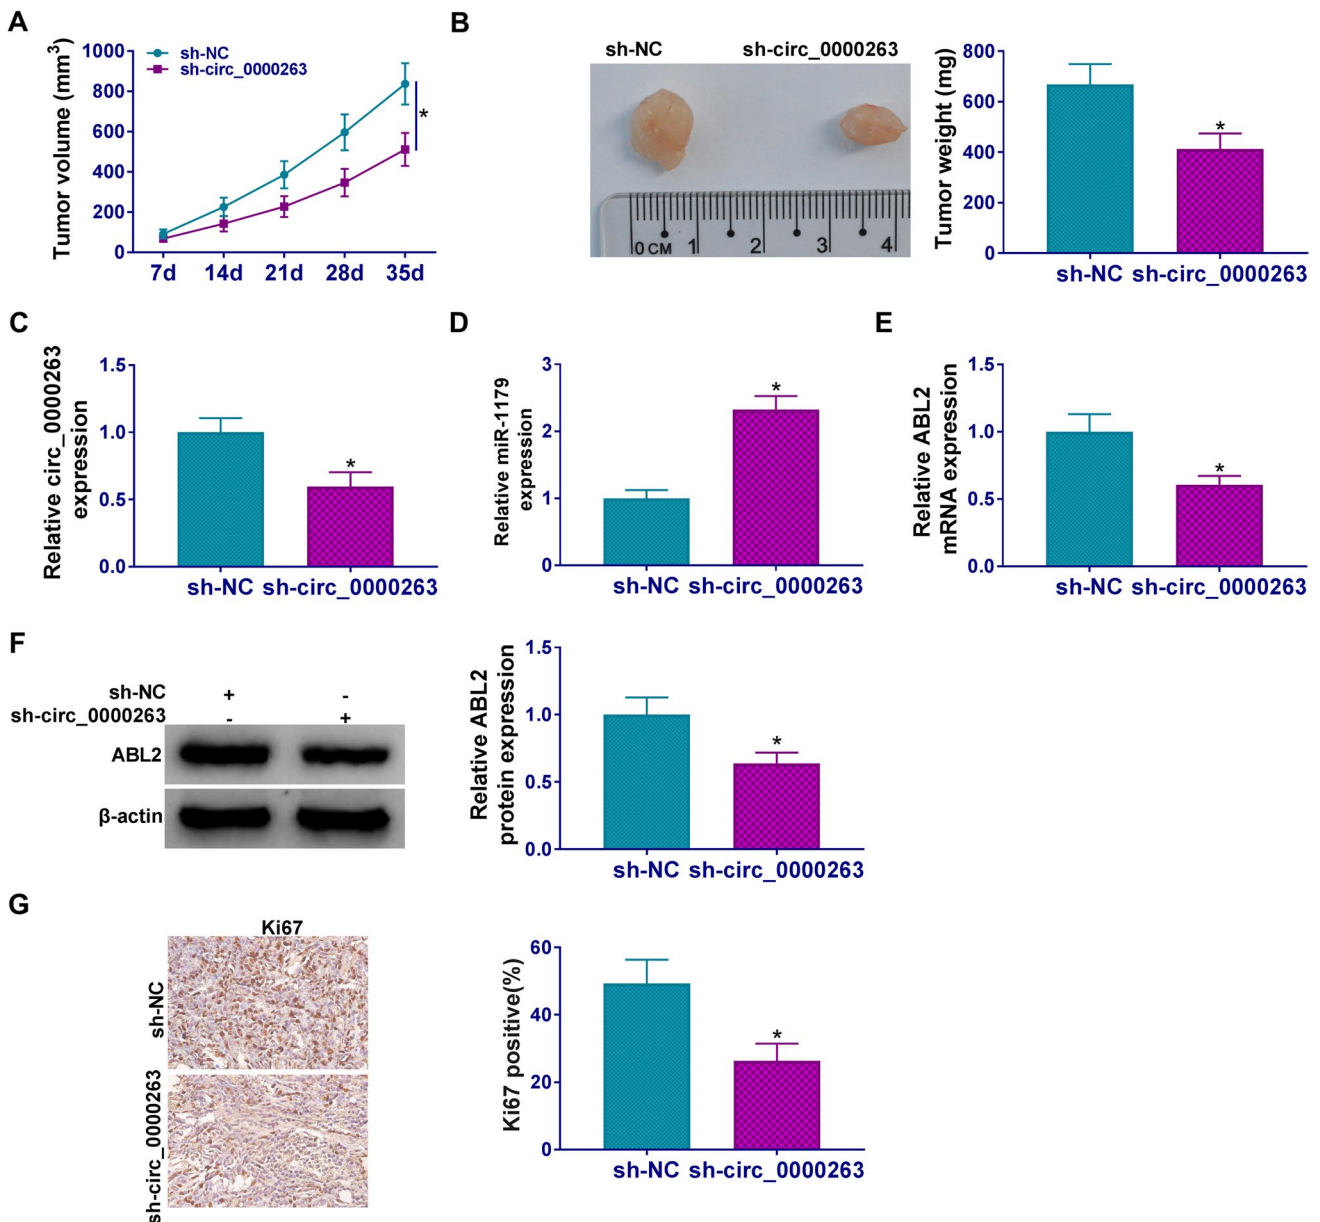 A
Tumor volume (mm³)
1000
800
600
400
200
0
sh-NC
sh-circ_0000263
*
7d 14d 21d 28d 35d
B
sh-NC sh-circ_0000263
0 CM 1 2 3 4
Tumor weight (mg)
800
600
400
200
0
*
sh-NC sh-circ_0000263
C
Relative circ_0000263
expression
1.5
1.0
0.5
0.0
*
sh-NC sh-circ_0000263
D
Relative miR-1179
expression
3
2
1
0
*
sh-NC sh-circ_0000263
E
Relative ABL2
mRNA expression
1.5
1.0
0.5
0.0
*
sh-NC sh-circ_0000263
F
sh-NC + -
sh-circ_0000263 - +
ABL2
β-actin
Relative ABL2
protein expression
1.5
1.0
0.5
0.0
*
sh-NC sh-circ_0000263
G
Ki67
sh-NC
sh-circ_0000263
Ki67 positive(%)
60
40
20
0
*
sh-NC sh-circ_0000263